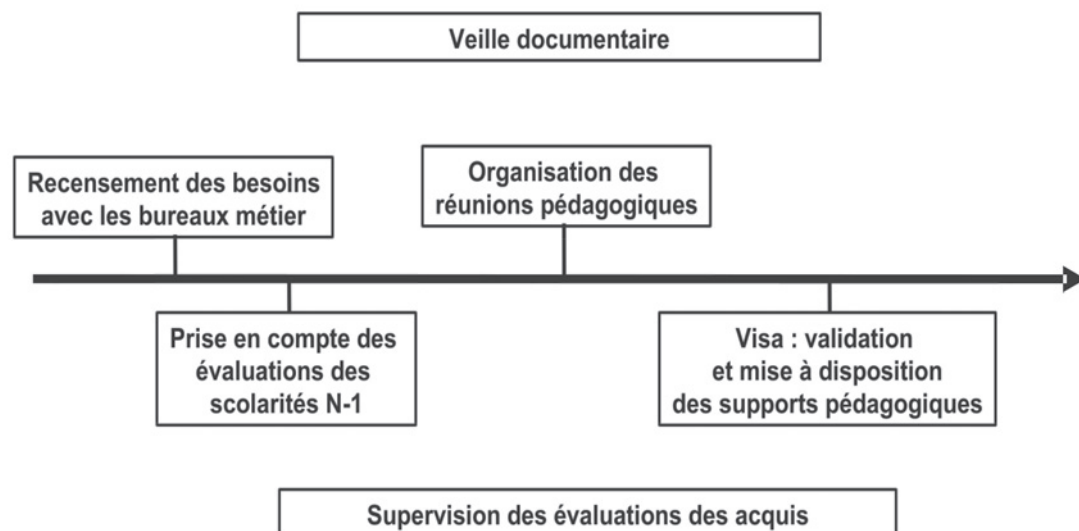 Veille documentaire
Recensement des besoins
avec les bureaux métier
Organisation des
réunions pédagogiques
Prise en compte des
évaluations des
scolarités N-1
Visa : validation
et mise à disposition
des supports pédagogiques
Supervision des évaluations des acquis